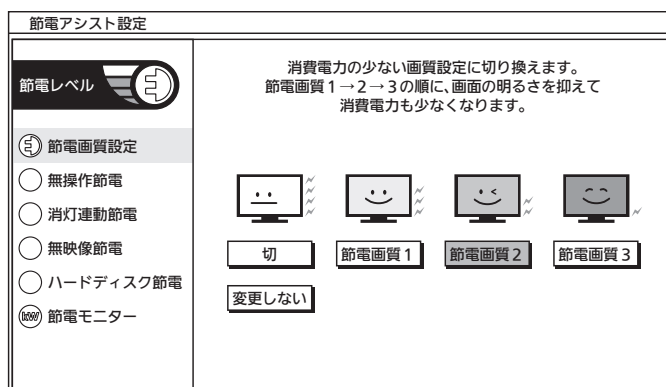 節電アシスト設定
節電レベル
節電画質設定
無操作節電
消灯連動節電
無映像節電
ハードディスク節電
節電モニター
消費電力の少ない画質設定に切り換えます。
節電画質1→2→3の順に、画面の明るさを抑えて
消費電力も少なくなります。
切
節電画質1
節電画質2
節電画質3
変更しない